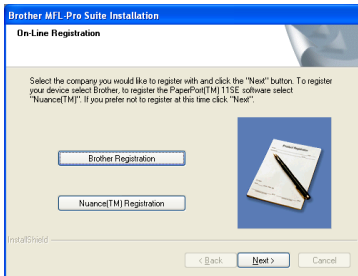 Brother MFL-Pro Suite Installation
On-Line Registration
Select the company you would like to register with and click the "Next" button. To register
your device select Brother, to register the PaperPort(TM) 11SE software select
"Nuance(TM)". If you prefer not to register at this time click "Next".
Product Registration
Brother Registration
Nuance(TM) Registration
InstallShield
< Back Next > Cancel